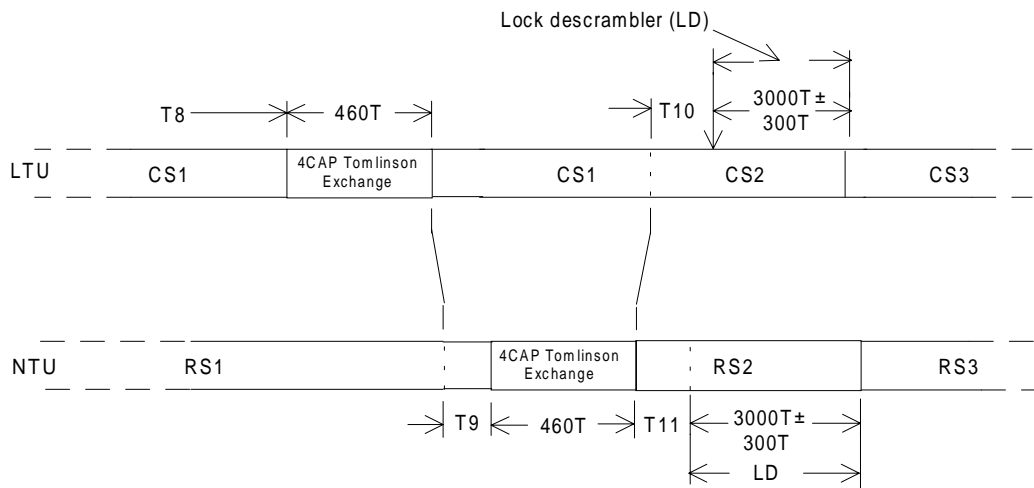 Lock descrambler (LD)
T8
460T
T10
3000T±
300T
LTU
CS1
4CAP Tomlinson
Exchange
CS1
CS2
CS3
NTU
RS1
4CAP Tomlinson
Exchange
RS2
RS3
T9
460T
T11
3000T±
300T
LD